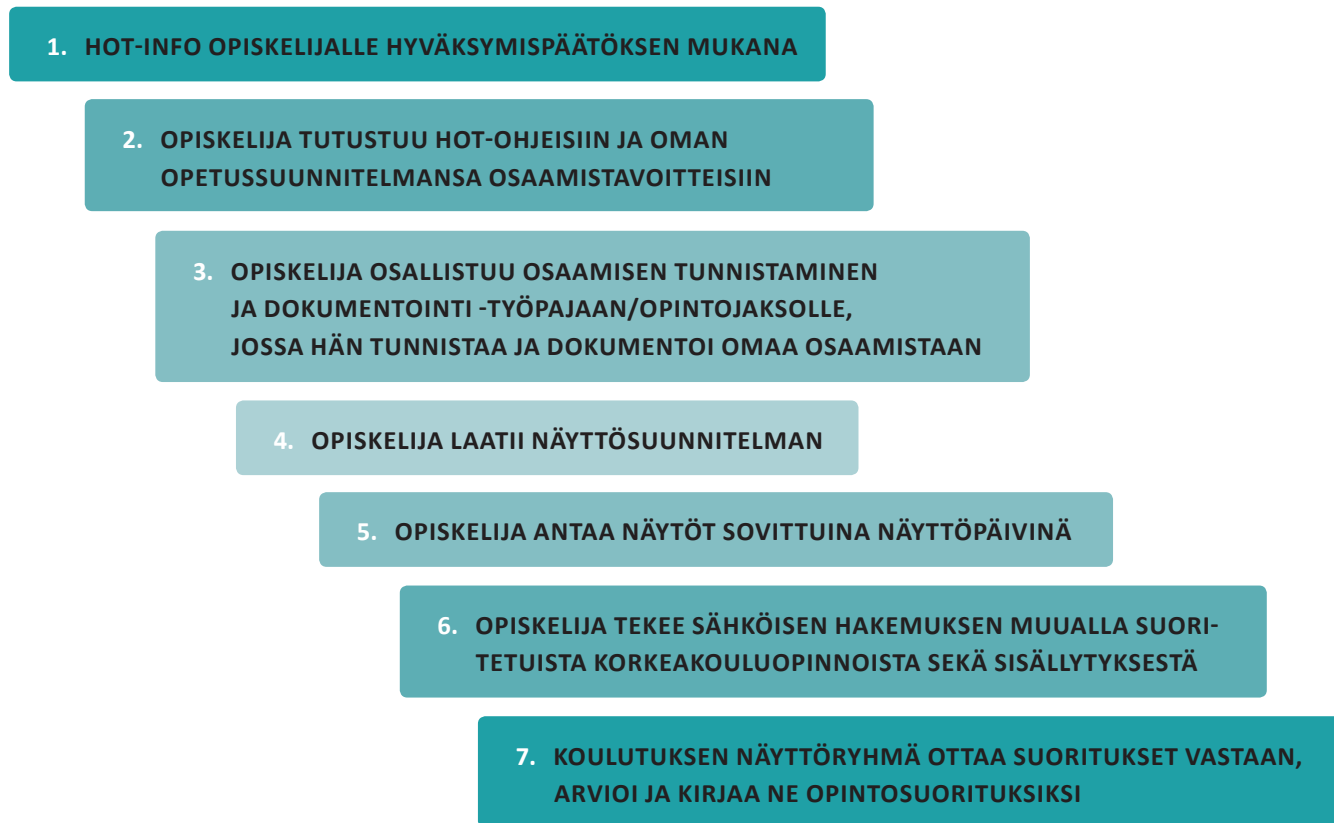 1. HOT-INFO OPISKELIJALLE HYVÄKSYMISPÄÄTÖKSEN MUKANA
2. OPISKELIJA TUTUSTUU HOT-OHJEISIIN JA OMAN
OPETUSSUUNNITELMANSA OSAAMISTAVOITTEISIIN
3. OPISKELIJA OSALLISTUU OSAAMISEN TUNNISTAMINEN
JA DOKUMENTOINTI -TYÖPAJAAN/OPINTOJAKSOLLE,
JOSSA HÄN TUNNISTAA JA DOKUMENTOI OMAA OSAAMISTAAN
4. OPISKELIJA LAATII NÄYTTÖSUUNNITELMAN
5. OPISKELIJA ANTAA NÄYTÖT SOVITTUINA NÄYTTÖPÄIVINÄ
6. OPISKELIJA TEKEE SÄHKÖISEN HAKEMUKSEN MUUALLA SUORI-
TETUISTA KORKEAKOULUOPINNOISTA SEKÄ SISÄLLYTYKSESTÄ
7. KOULUTUKSEN NÄYTTÖRYHMÄ OTTAA SUORITUKSET VASTAAN,
ARVIOI JA KIRJAA NE OPINTOSUORITUKSIKSI